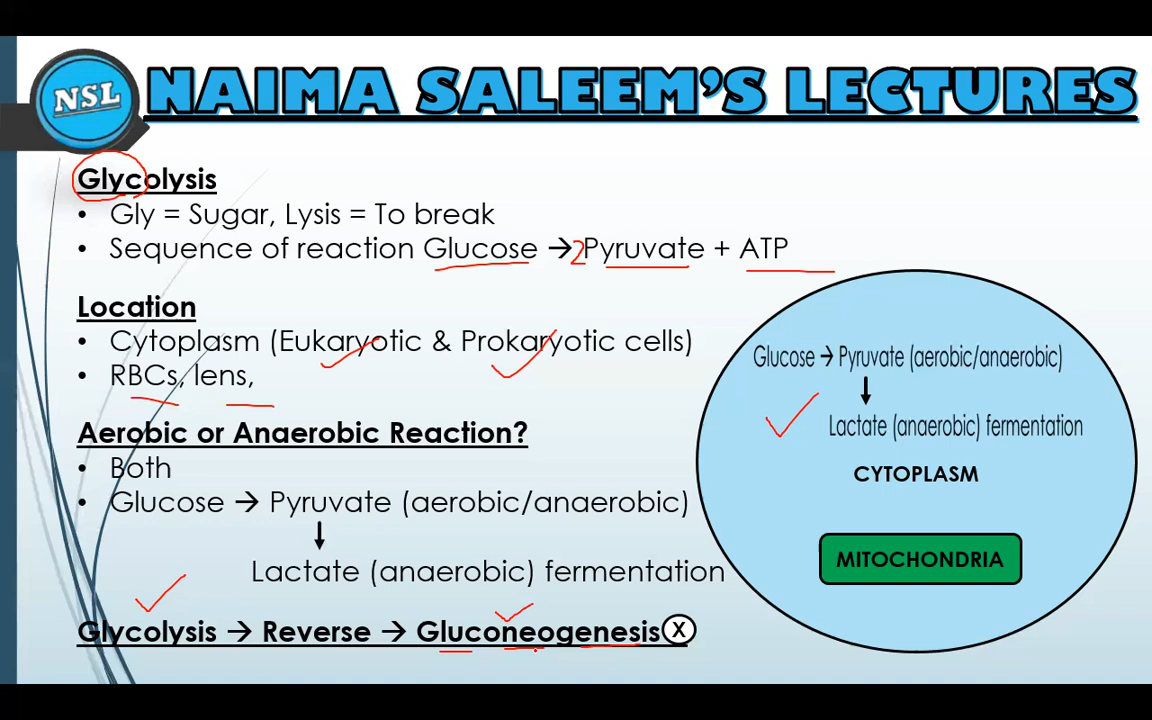 NSL
NAIMA SALEEM'S LECTURES
Glycolysis
• Gly = Sugar, Lysis = To break
• Sequence of reaction Glucose → 2 Pyruvate + ATP
Location
• Cytoplasm (Eukaryotic & Prokaryotic cells)
• RBCs, lens,
Aerobic or Anaerobic Reaction?
• Both
• Glucose → Pyruvate (aerobic/anaerobic)
↓
Lactate (anaerobic) fermentation
Glycolysis → Reverse → Gluconeogenesis X
Glucose → Pyruvate (aerobic/anaerobic)
↓
Lactate (anaerobic) fermentation
CYTOPLASM
MITOCHONDRIA